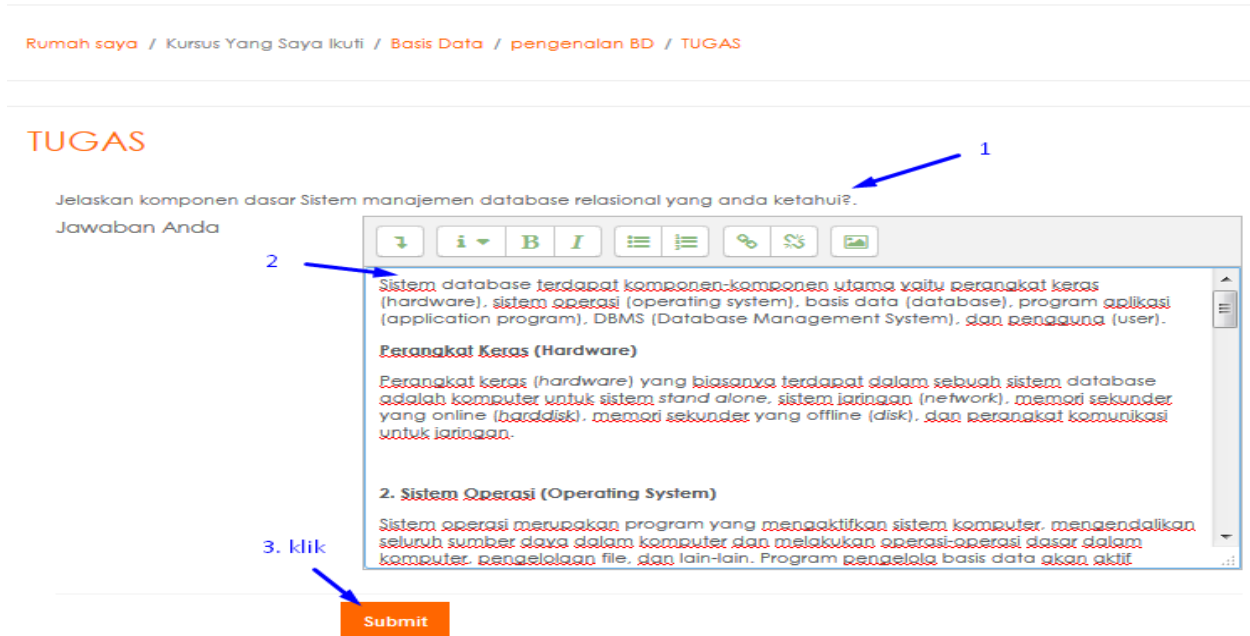 Rumah saya / Kursus Yang Saya Ikuti / Basis Data / pengenalan BD / TUGAS
TUGAS
1
Jelaskan komponen dasar Sistem manajemen database relasional yang anda ketahui?.
Jawaban Anda
i B I
2
Sistem database terdapat komponen-komponen utama yaitu perangkat keras
(hardware), sistem operasi (operating system), basis data (database), program aplikasi
(application program), DBMS (Database Management System), dan pengguna (user).
Perangkat Keras (Hardware)
Perangkat keras (hardware) yang biasanya terdapat dalam sebuah sistem database
adalah komputer untuk sistem stand alone, sistem jaringan (network), memori sekunder
yang online (harddisk), memori sekunder yang offline (disk), dan perangkat komunikasi
untuk jaringan.
2. Sistem Operasi (Operating System)
Sistem operasi merupakan program yang mengaktifkan sistem komputer, mengendalikan
seluruh sumber daya dalam komputer dan melakukan operasi-operasi dasar dalam
komputer, pengelolaan file, dan lain-lain. Program pengelola basis data akan aktif
3. klik
Submit